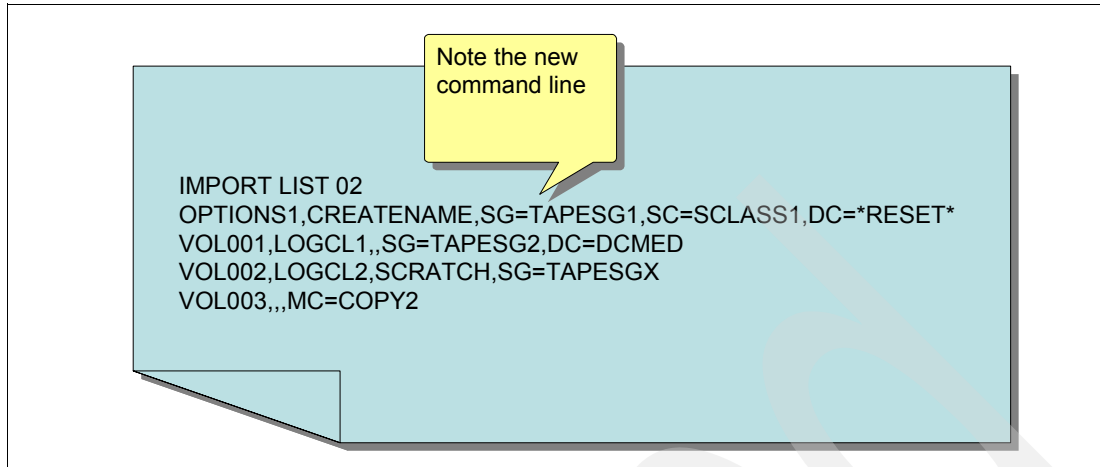 Note the new
command line
IMPORT LIST 02
OPTIONS1,CREATENAME,SG=TAPESG1,SC=SCLASS1,DC=*RESET*
VOL001,LOGCL1,,SG=TAPESG2,DC=DCMED
VOL002,LOGCL2,SCRATCH,SG=TAPESGX
VOL003,,,MC=COPY2